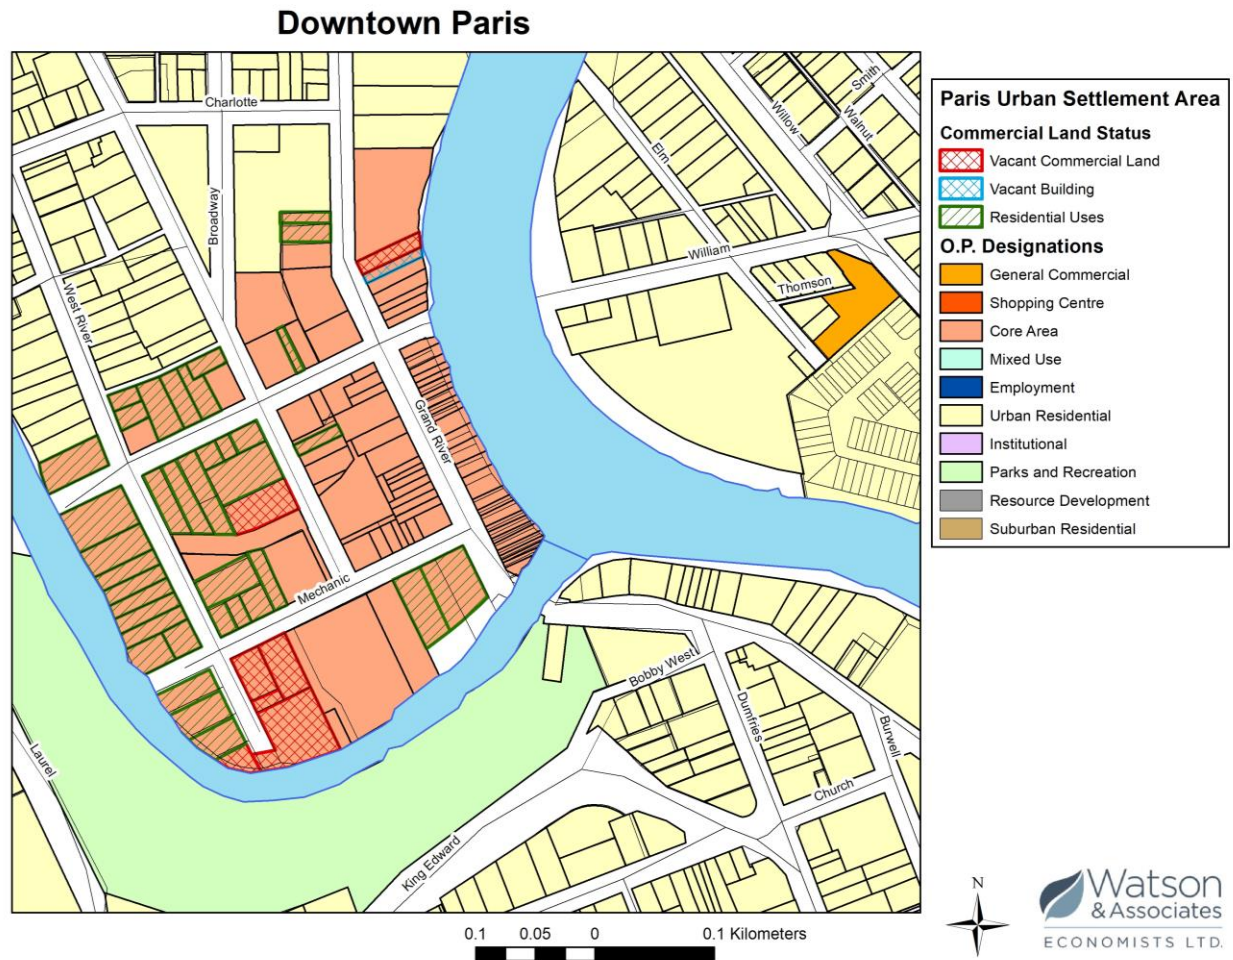 Downtown Paris
Charlotte
Broadway
West River
Grand River
Mechanic
Elm
Willow
Walnut
Smith
William
Thomson
Bobby West
Dumfries
Burwell
Church
King Edward
Laurel
Paris Urban Settlement Area
Commercial Land Status
Vacant Commercial Land
Vacant Building
Residential Uses
O.P. Designations
General Commercial
Shopping Centre
Core Area
Mixed Use
Employment
Urban Residential
Institutional
Parks and Recreation
Resource Development
Suburban Residential
0.1 0.05 0 0.1 Kilometers
N
Watson
& Associates
ECONOMISTS LTD.